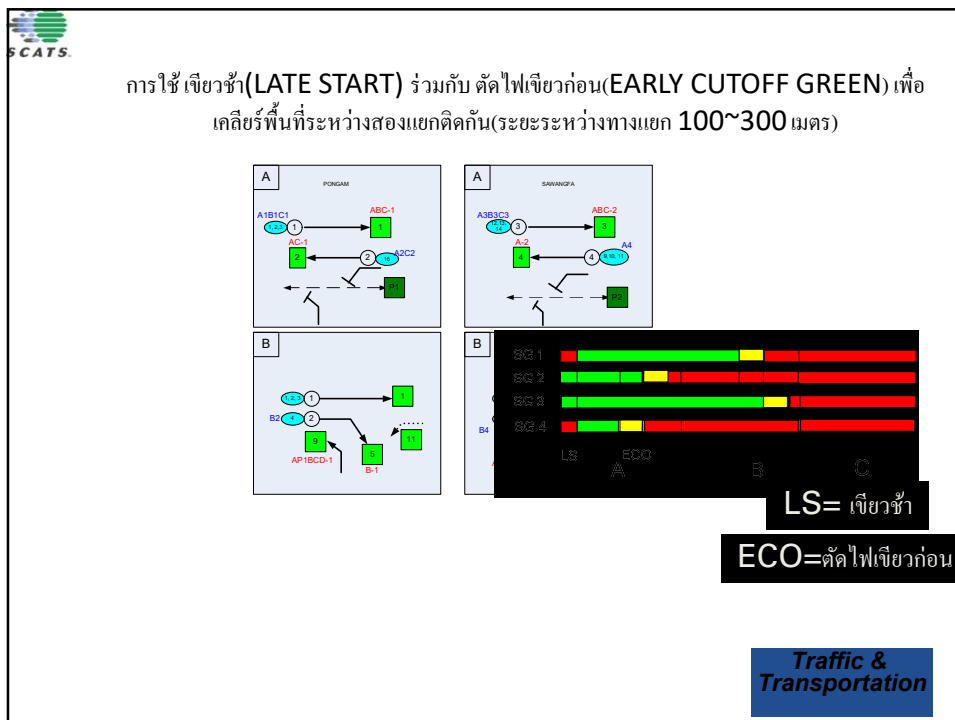 SCATS.
การใช้ เขียวช้า(LATE START) ร่วมกับ ตัดไฟเขียวก่อน(EARLY CUTOFF GREEN) เพื่อ
เคลียร์พื้นที่ระหว่างสองแยกติดกัน(ระยะระหว่างทางแยก 100~300 เมตร)
A
PONGAM
A1B1C1
1, 2, 3
1
ABC-1
1
AC-1
2
2
16
A2C2
P1
A
SAWANGFA
A3B3C3
12, 13,
14
3
ABC-2
3
A-2
4
4
9,10, 11
A4
P2
B
1, 2, 3
1
1
B2
4
2
9
AP1BCD-1
5
B-1
11
B
B4
SG 1
SG 2
SG 3
SG 4
LS
ECO
A
B
C
LS= เขียวช้า
ECO=ตัดไฟเขียวก่อน
Traffic &
Transportation